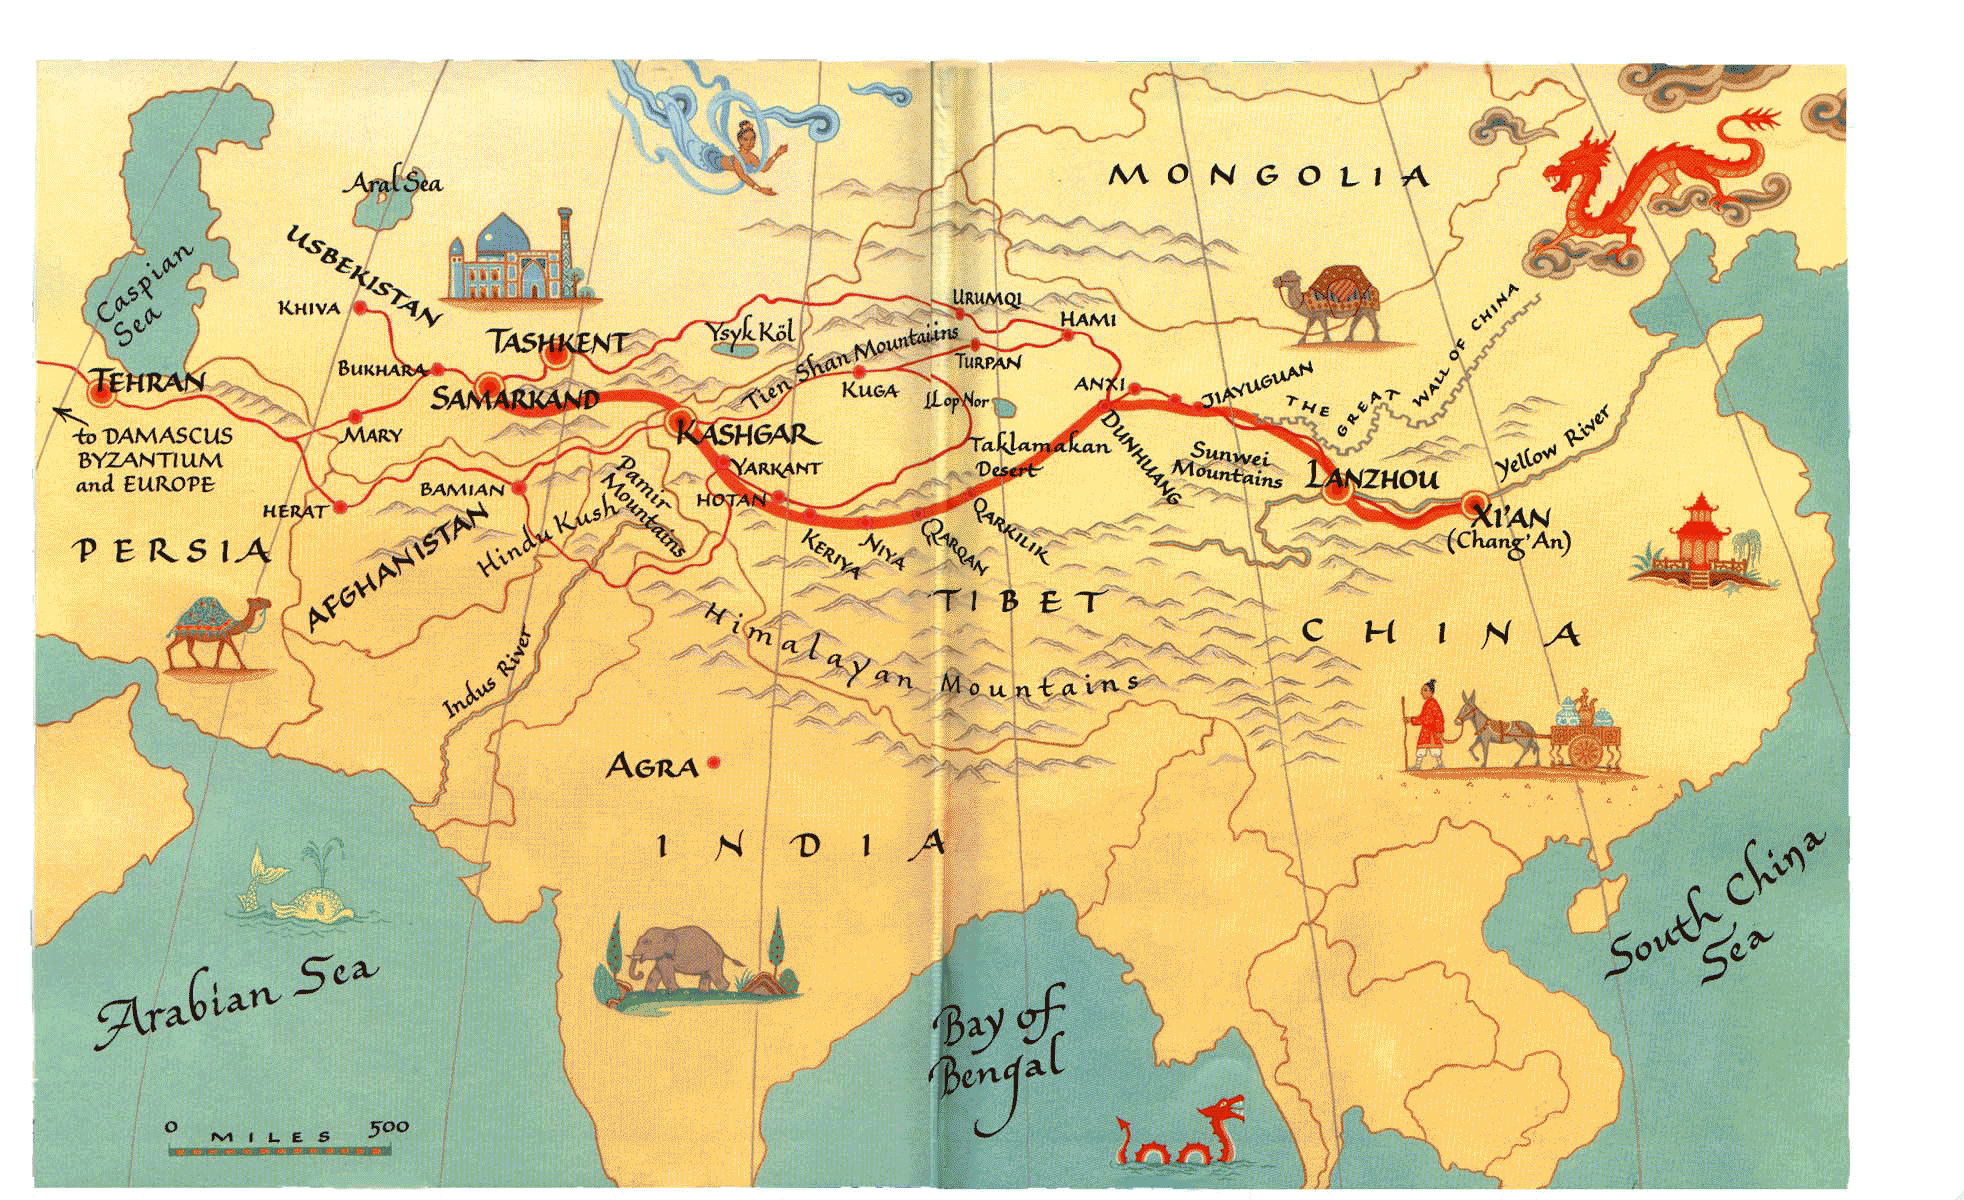 MONGOLIA
Aral Sea
Caspian
Sea
USBEKISTAN
KHIVA
BUKHARA
TASHKENT
SAMARKAND
Ysyk Köl
Tien Shan Mountaiins
URUMQI
HAMI
TURPAN
KUGA
LLop Nor
ANXI
JIAYUGUAN
THE GREAT WALL OF CHINA
TEHRAN
to DAMASCUS
BYZANTIUM
and EUROPE
MARY
HERAT
BAMIAN
KASHGAR
YARKANT
HOTAN
Pamir
Mountains
Hindu Kush
AFGHANISTAN
PERSIA
Taklamakan
Desert
DUNHUANG
Sunwei
Mountains
LANZHOU
Yellow River
XI'AN
(Chang'An)
KERIYA
NIYA
QARQAN
QARKILIK
TIBET
Himalayan Mountains
CHINA
Indus River
AGRA
INDIA
Arabian Sea
Bay of
Bengal
South China
Sea
0 MILES 500